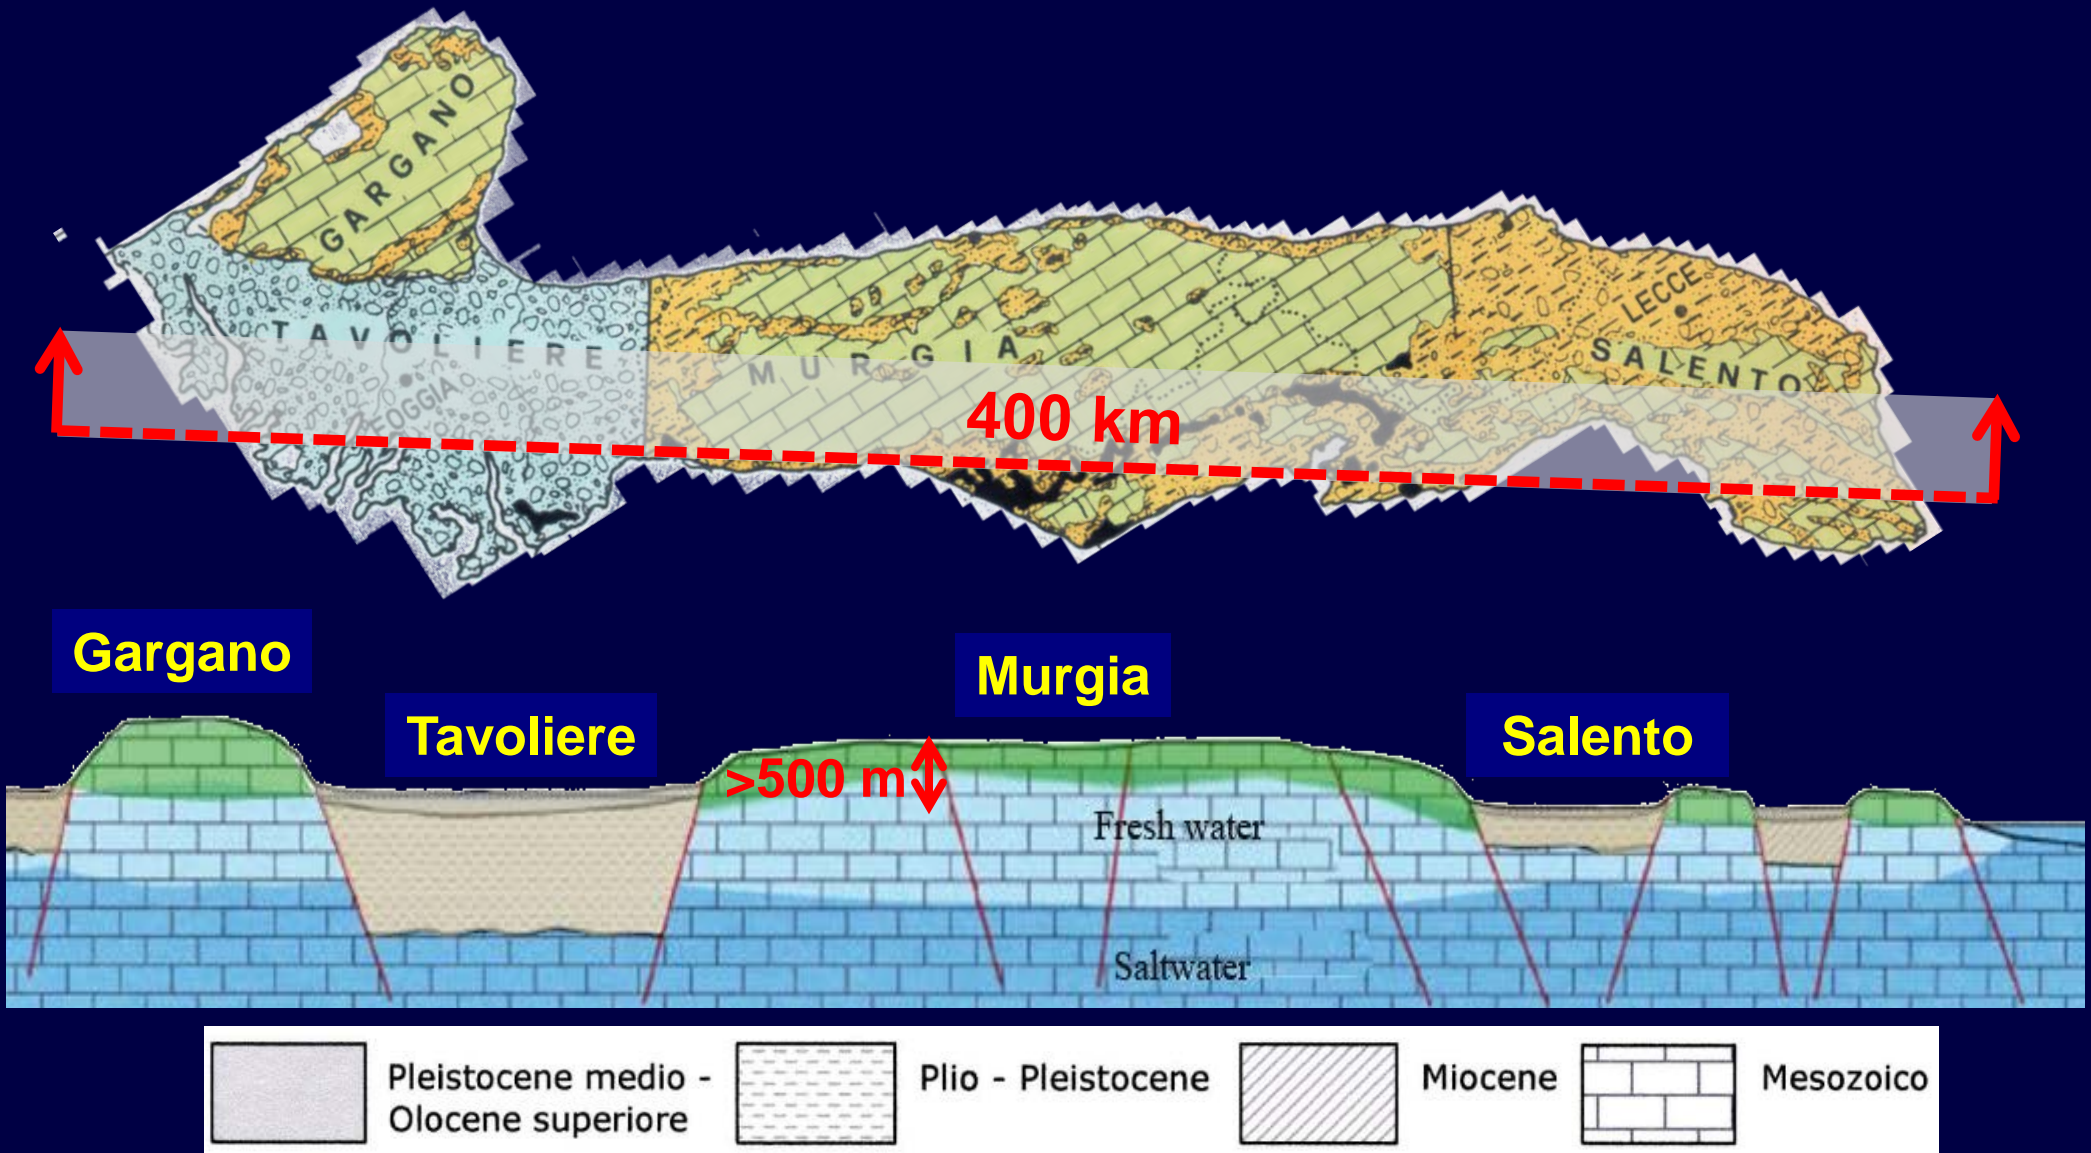 GARGANO
TAVOLIERE
FOGGIA
MURGIA
LECCE
SALENTO
400 km
Gargano
Murgia
Tavoliere
Salento
>500 m
Fresh water
Saltwater
Pleistocene medio -
Olocene superiore
Plio - Pleistocene
Miocene
Mesozoico